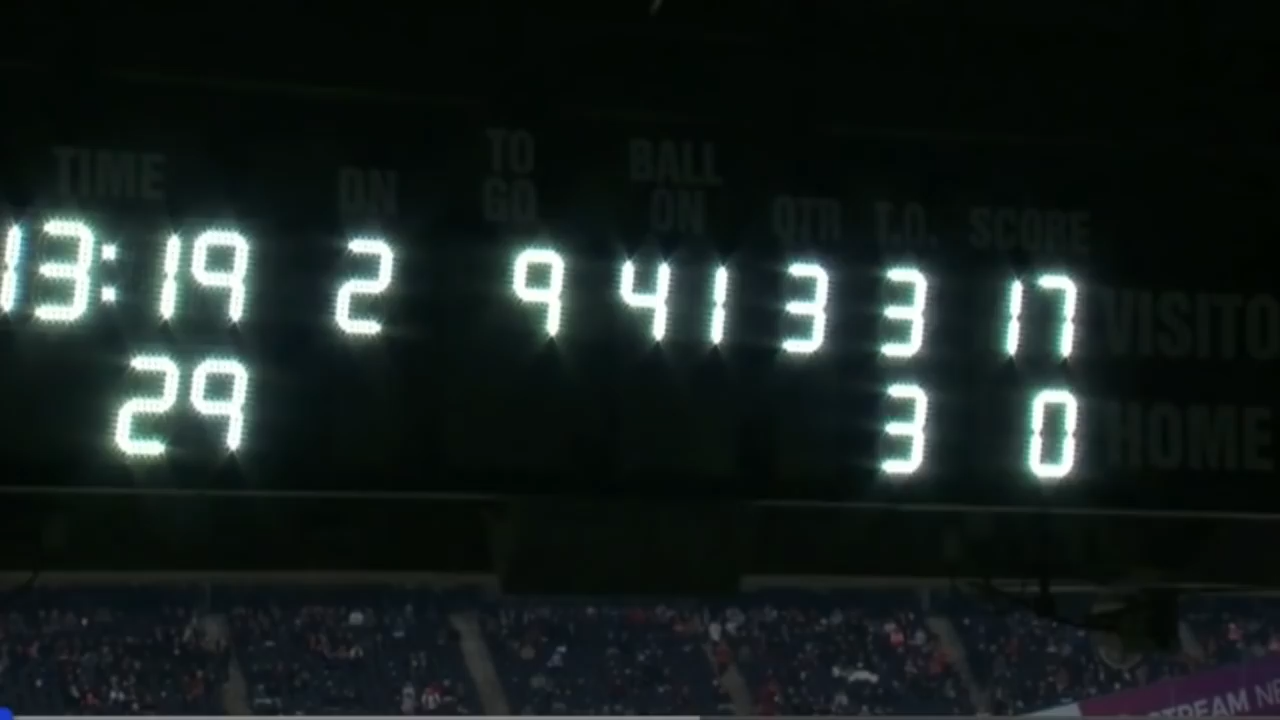 TIME DN TO GO BALL ON QTR T.O. SCORE
13:19 2 9 41 3 3 17 VISITO
29 3 0 HOME
STREAM